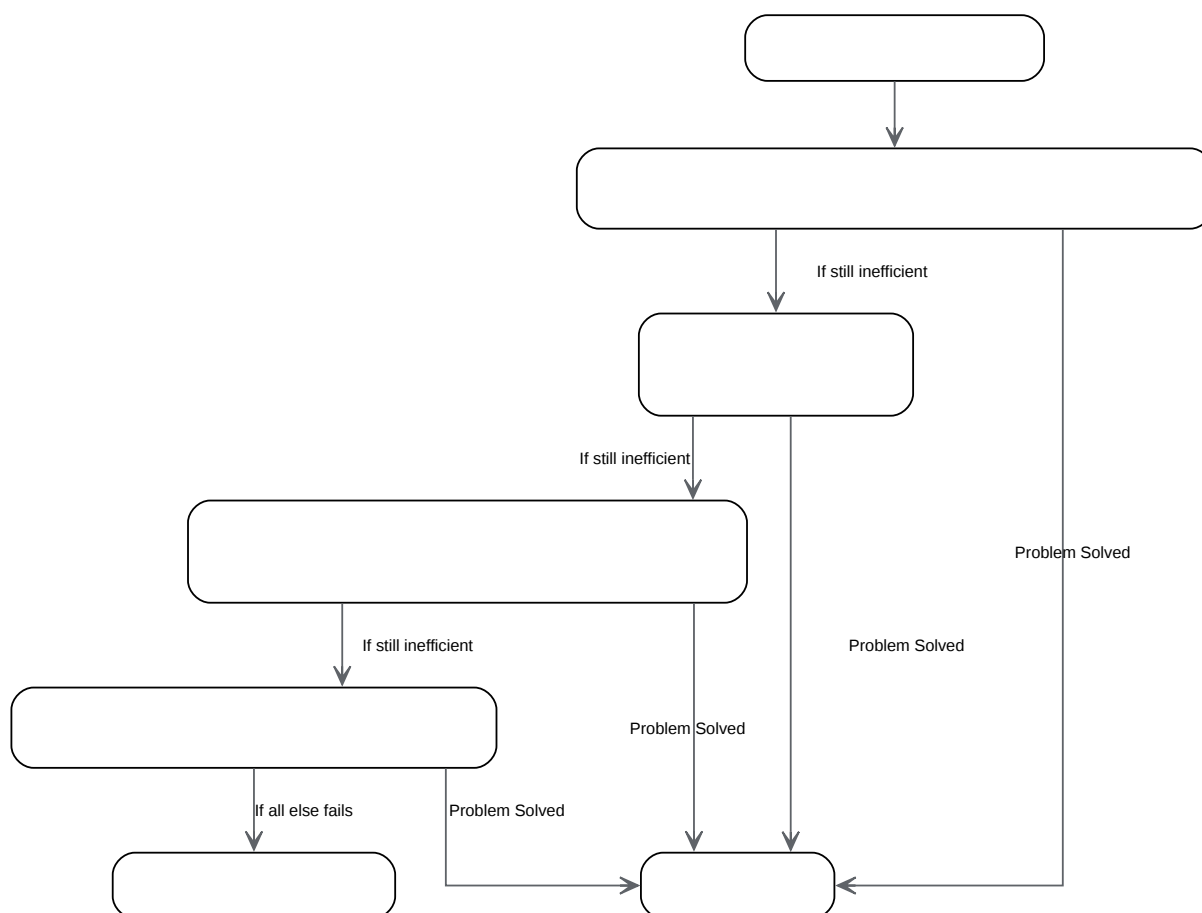 If still inefficient
If still inefficient
Problem Solved
If still inefficient
Problem Solved
Problem Solved
If all else fails
Problem Solved